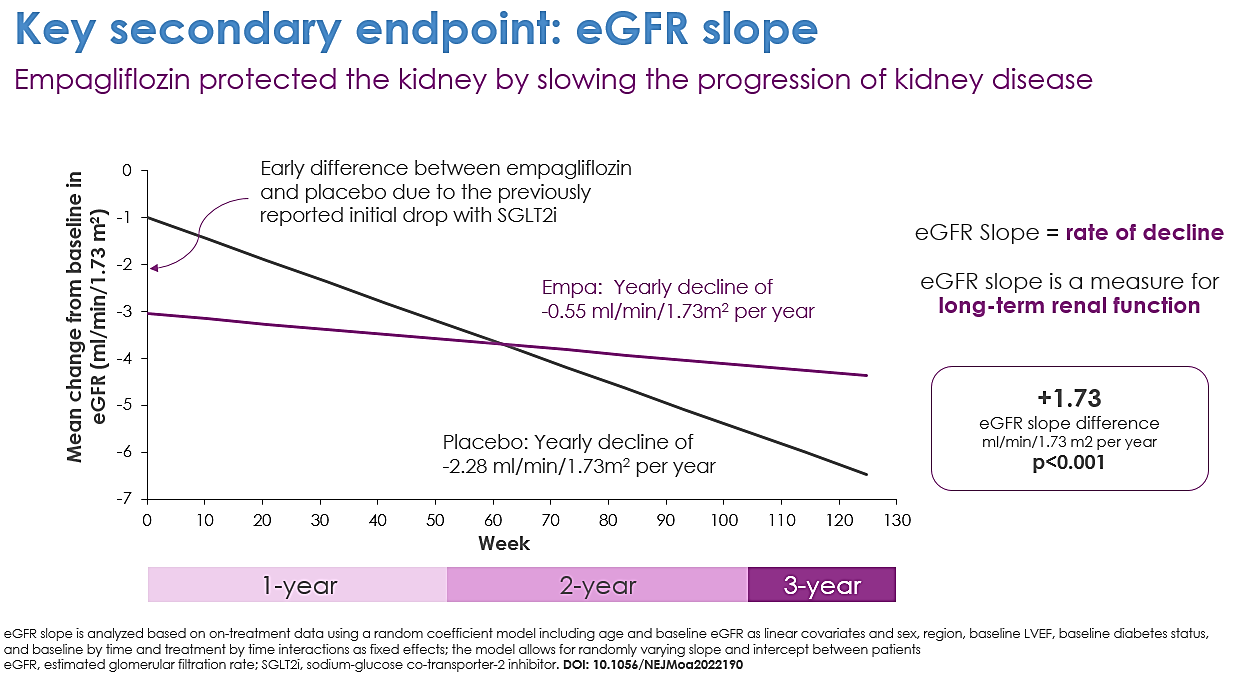 Key secondary endpoint: eGFR slope
Empagliflozin protected the kidney by slowing the progression of kidney disease
Mean change from baseline in
eGFR (ml/min/1.73 m²)
0
-1
-2
-3
-4
-5
-6
-7
Early difference between empagliflozin
and placebo due to the previously
reported initial drop with SGLT2i
Empa: Yearly decline of
-0.55 ml/min/1.73m² per year
Placebo: Yearly decline of
-2.28 ml/min/1.73m² per year
0 10 20 30 40 50 60 70 80 90 100 110 120 130
Week
1-year 2-year 3-year
eGFR Slope = rate of decline
eGFR slope is a measure for
long-term renal function
+1.73
eGFR slope difference
ml/min/1.73 m2 per year
p<0.001
eGFR slope is analyzed based on on-treatment data using a random coefficient model including age and baseline eGFR as linear covariates and sex, region, baseline LVEF, baseline diabetes status,
and baseline by time and treatment by time interactions as fixed effects; the model allows for randomly varying slope and intercept between patients
eGFR, estimated glomerular filtration rate; SGLT2i, sodium-glucose co-transporter-2 inhibitor. DOI: 10.1056/NEJMoa2022190